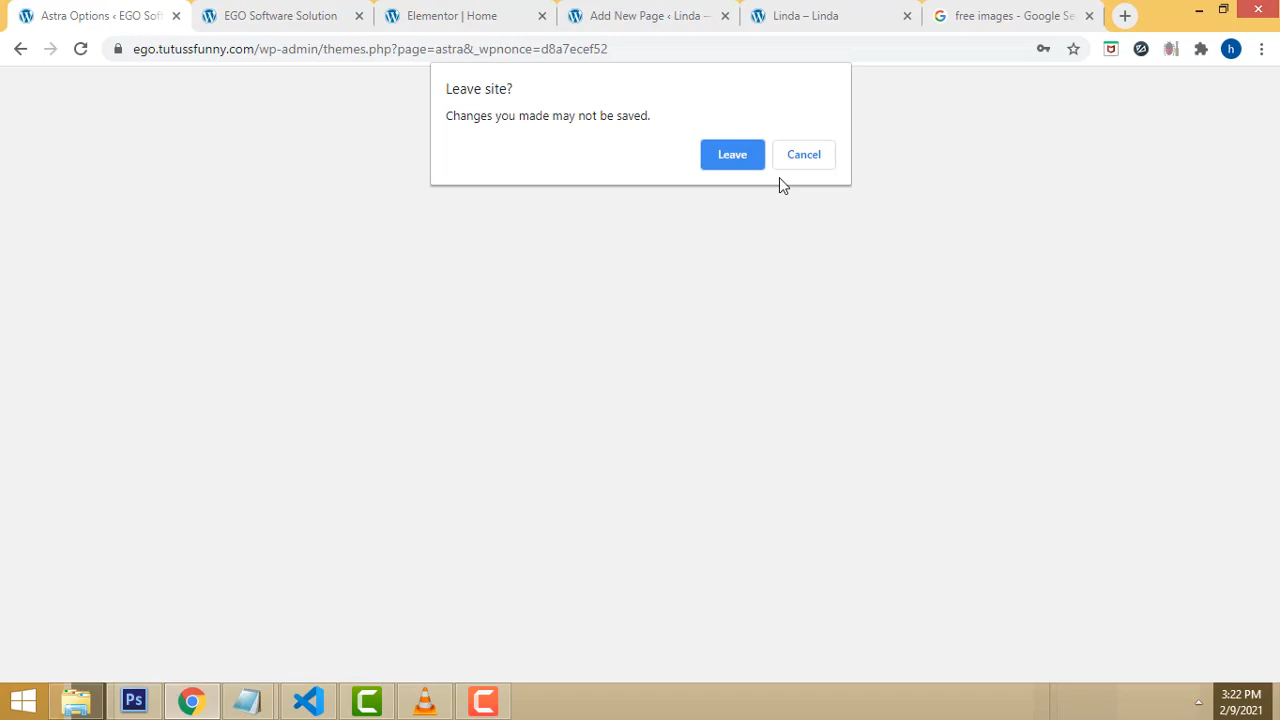 Astra Options ‹ EGO Soft
EGO Software Solution
Elementor | Home
Add New Page ‹ Linda —
Linda – Linda
free images - Google Se
ego.tutussfunny.com/wp-admin/themes.php?page=astra&_wpnonce=d8a7ecef52
h
Leave site?
Changes you made may not be saved.
Leave
Cancel
Ps
3:22 PM
2/9/2021